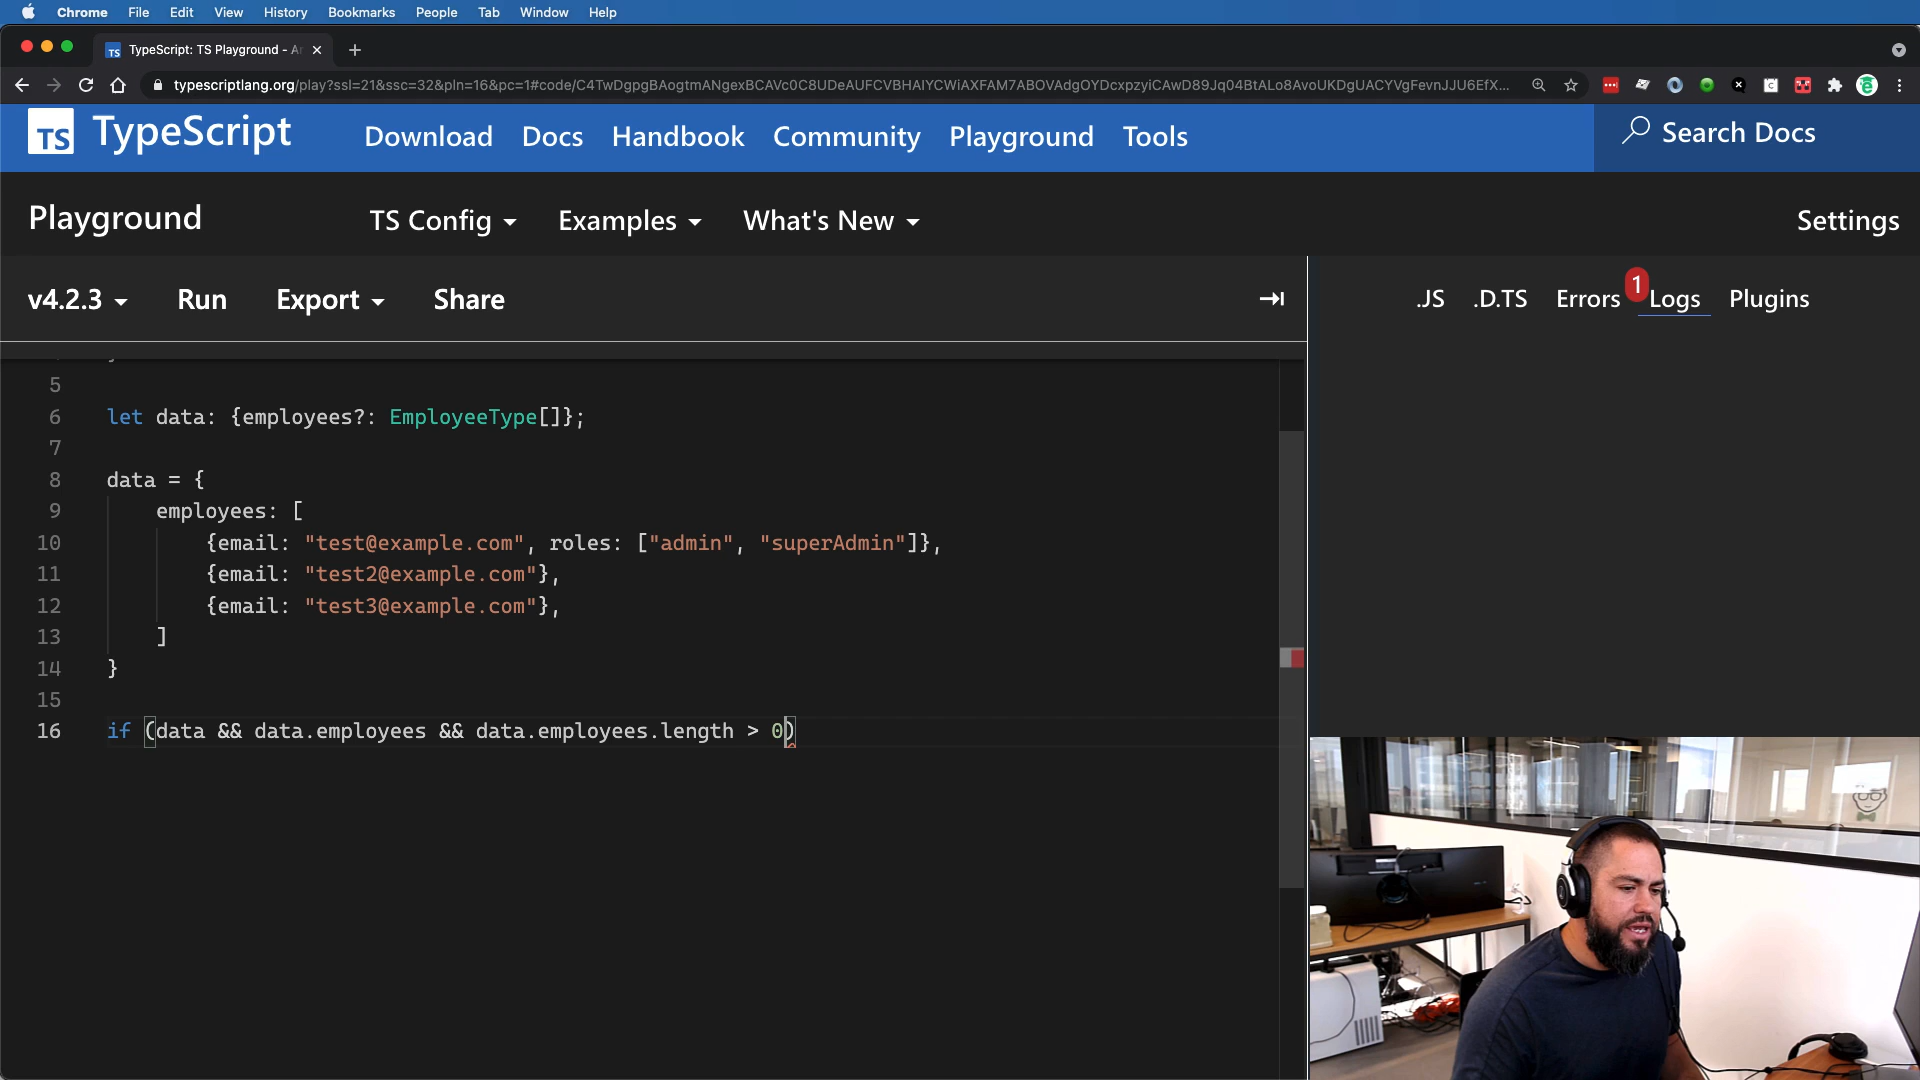 Chrome File Edit View History Bookmarks People Tab Window Help
TS TypeScript: TS Playground - A
typescriptlang.org/play?ssl=21&ssc=32&pln=16&pc=1#code/C4TwDgpgBAogtmANgexBCAVc0C8UDeAUFCVBHAIYCWiAXFAM7ABOVAdgOYDcxpzyiCAwD89Jq04BtALo8AvoUKDgUACYVgFevnJJU6EfX...
TS TypeScript Download Docs Handbook Community Playground Tools Search Docs
Playground TS Config Examples What's New Settings
v4.2.3 Run Export Share .JS .D.TS Errors 1 Logs Plugins
5
6 let data: {employees?: EmployeeType[]};
7
8 data = {
9 employees: [
10 {email: "test@example.com", roles: ["admin", "superAdmin"]},
11 {email: "test2@example.com"},
12 {email: "test3@example.com"},
13 ]
14 }
15
16 if (data && data.employees && data.employees.length > 0)